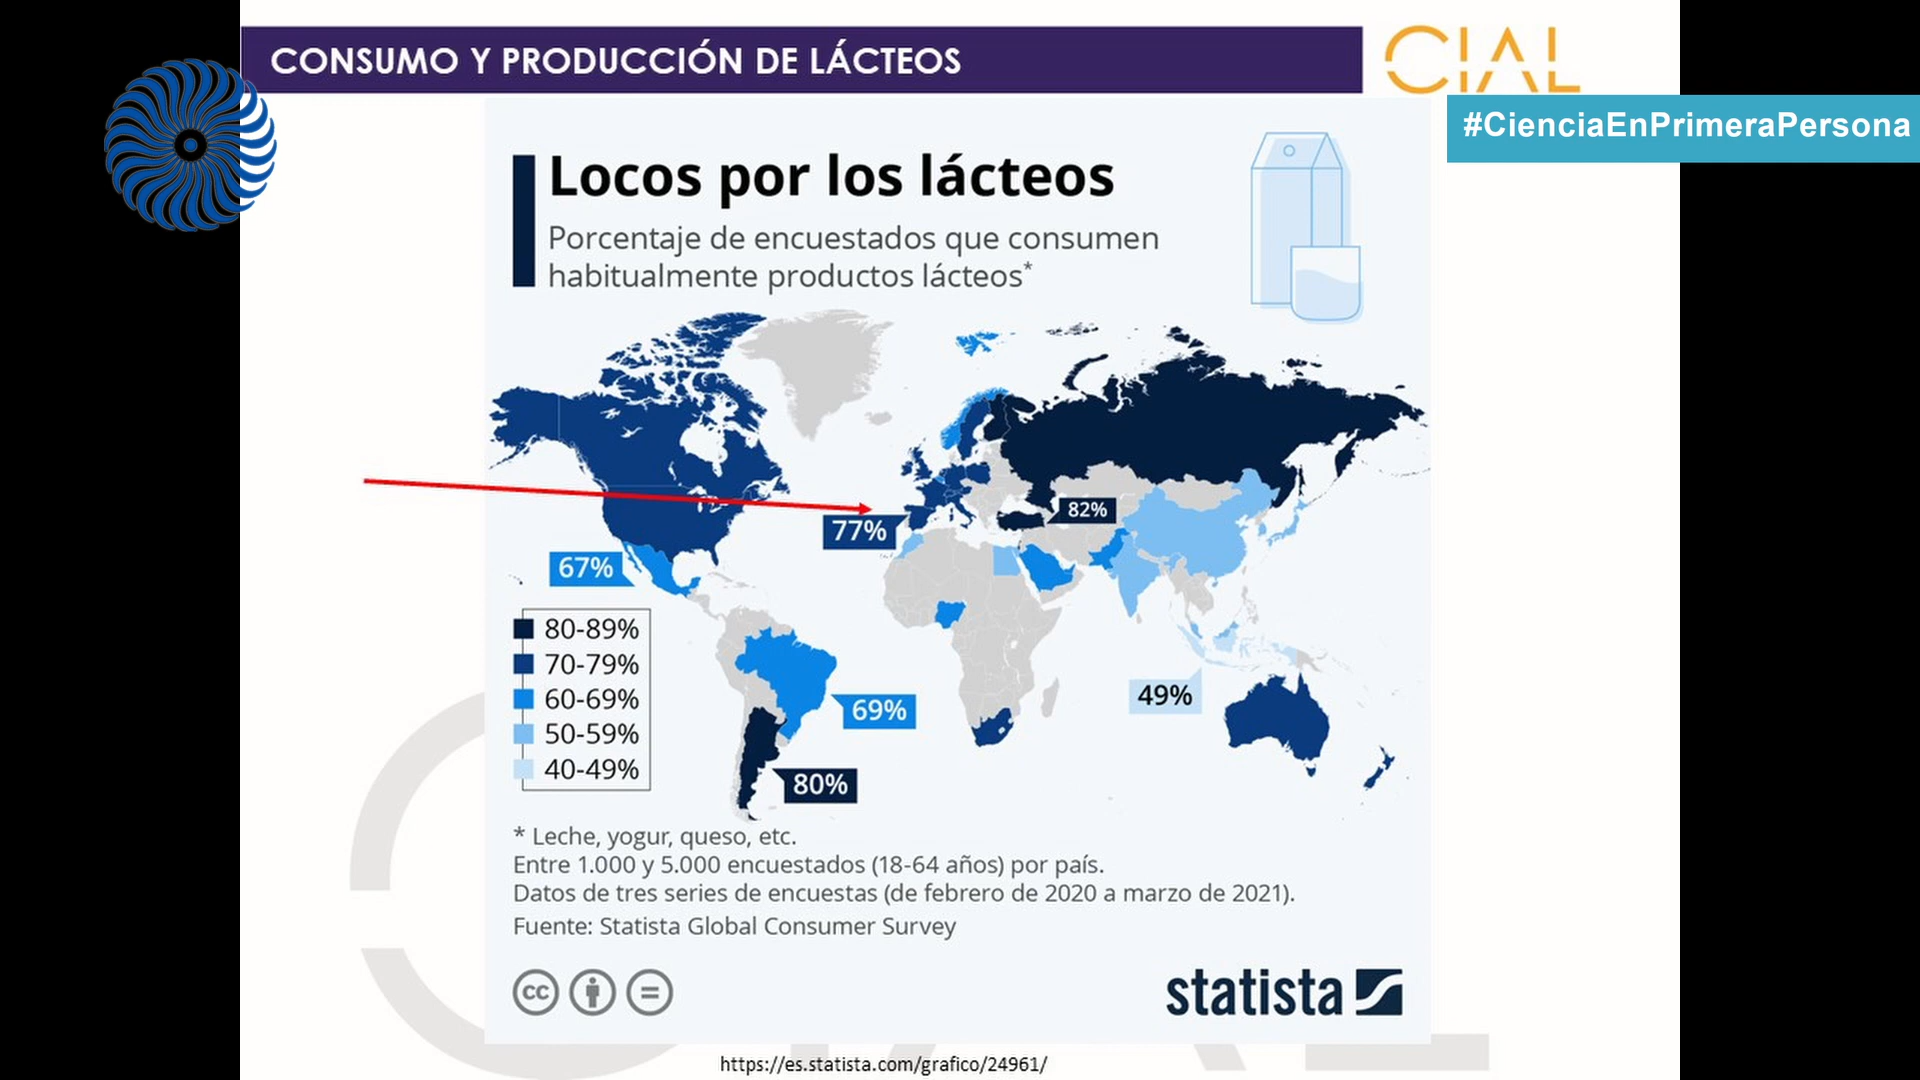 CONSUMO Y PRODUCCIÓN DE LÁCTEOS
CIAL
#CienciaEnPrimeraPersona
Locos por los lácteos
Porcentaje de encuestados que consumen
habitualmente productos lácteos*
82%
77%
67%
80-89%
70-79%
60-69%
50-59%
40-49%
49%
69%
80%
* Leche, yogur, queso, etc.
Entre 1.000 y 5.000 encuestados (18-64 años) por país.
Datos de tres series de encuestas (de febrero de 2020 a marzo de 2021).
Fuente: Statista Global Consumer Survey
cc
statista
https://es.statista.com/grafico/24961/